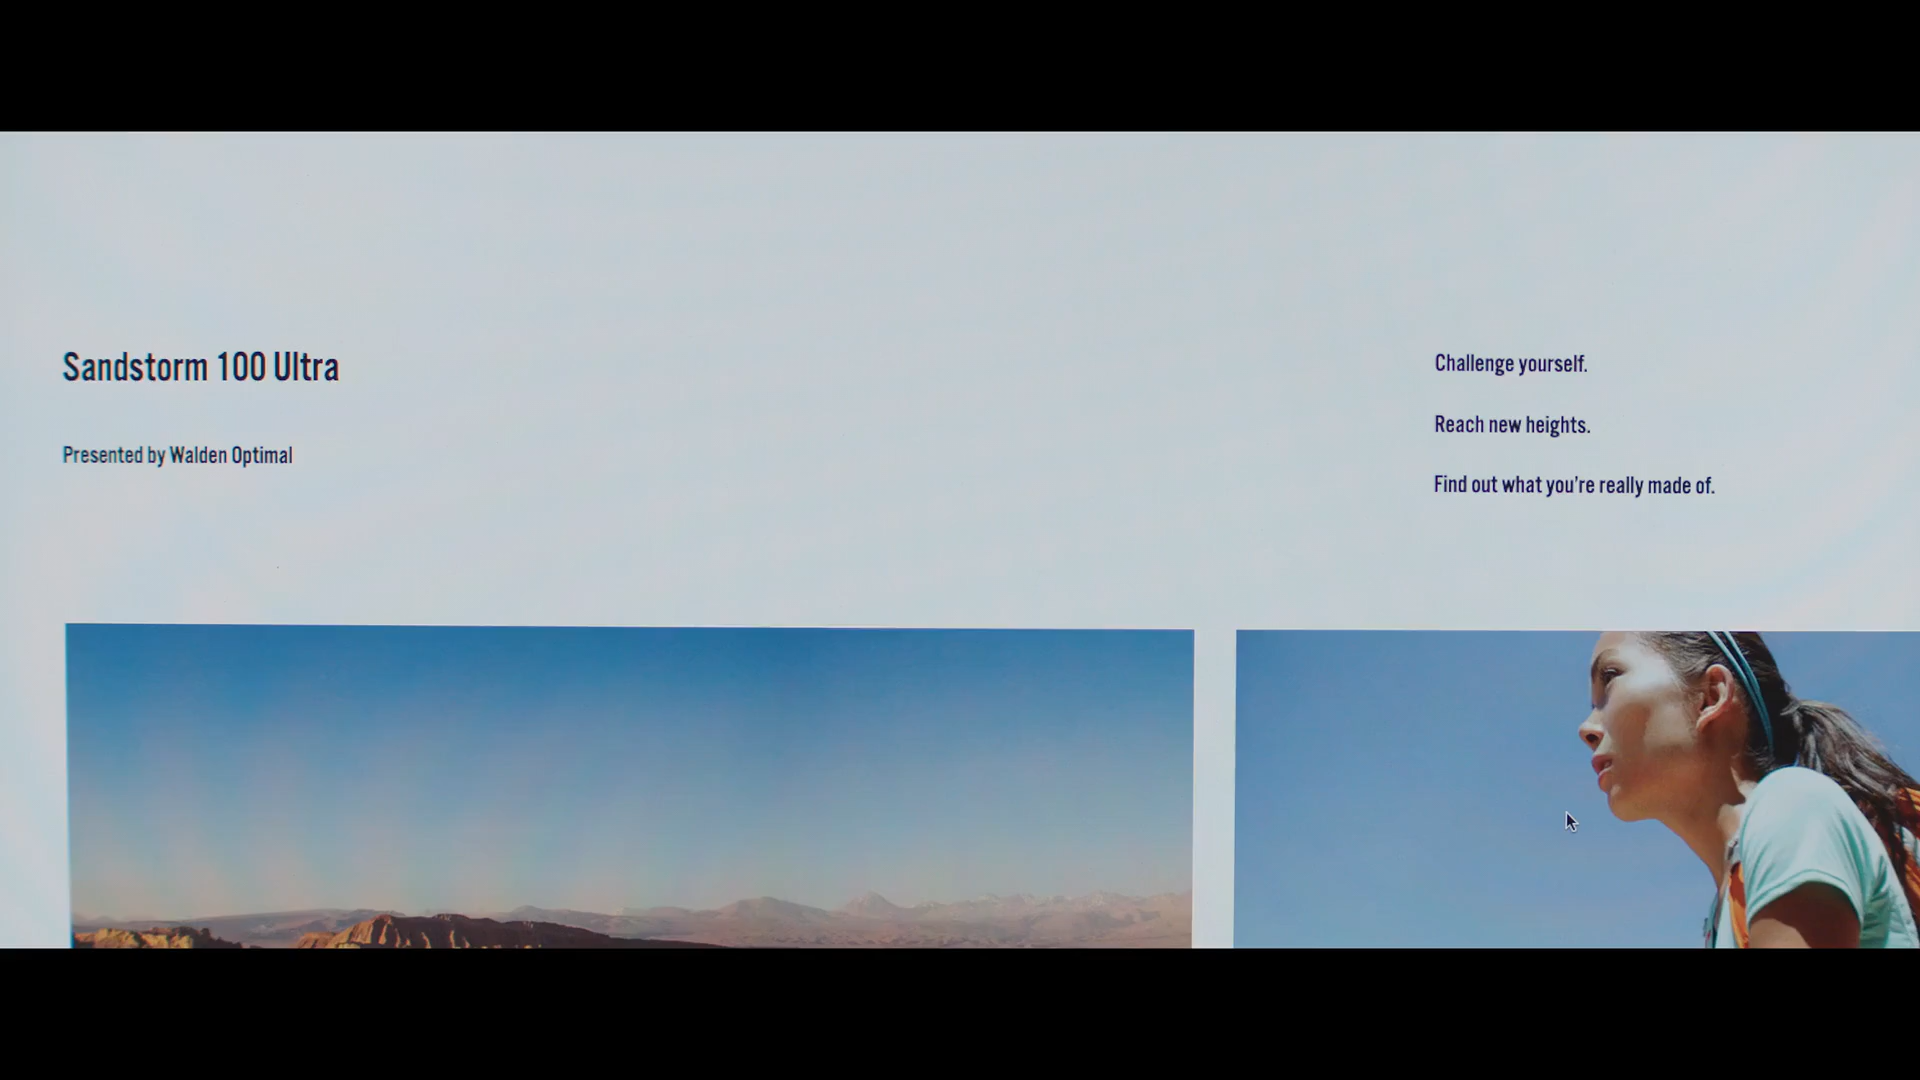 Sandstorm 100 Ultra
Presented by Walden Optimal
Challenge yourself.
Reach new heights.
Find out what you're really made of.